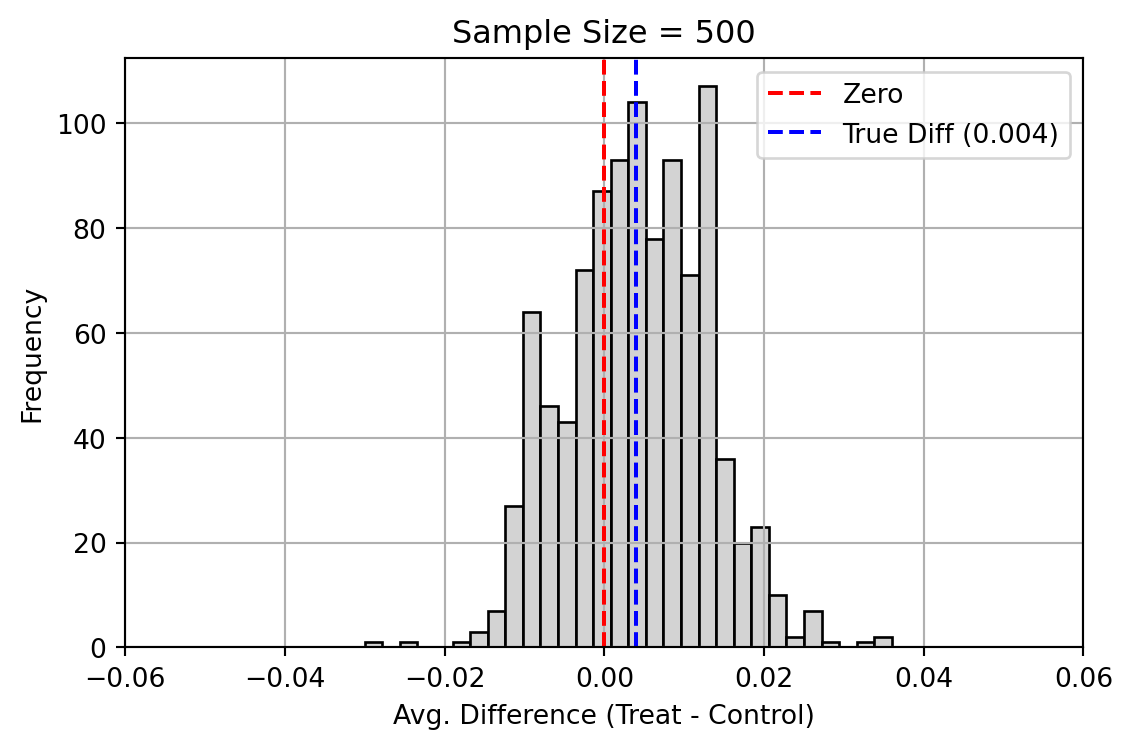 Sample Size = 500
Zero
True Diff (0.004)
100
80
60
40
20
0
Frequency
−0.06
−0.04
−0.02
0.00
0.02
0.04
0.06
Avg. Difference (Treat - Control)